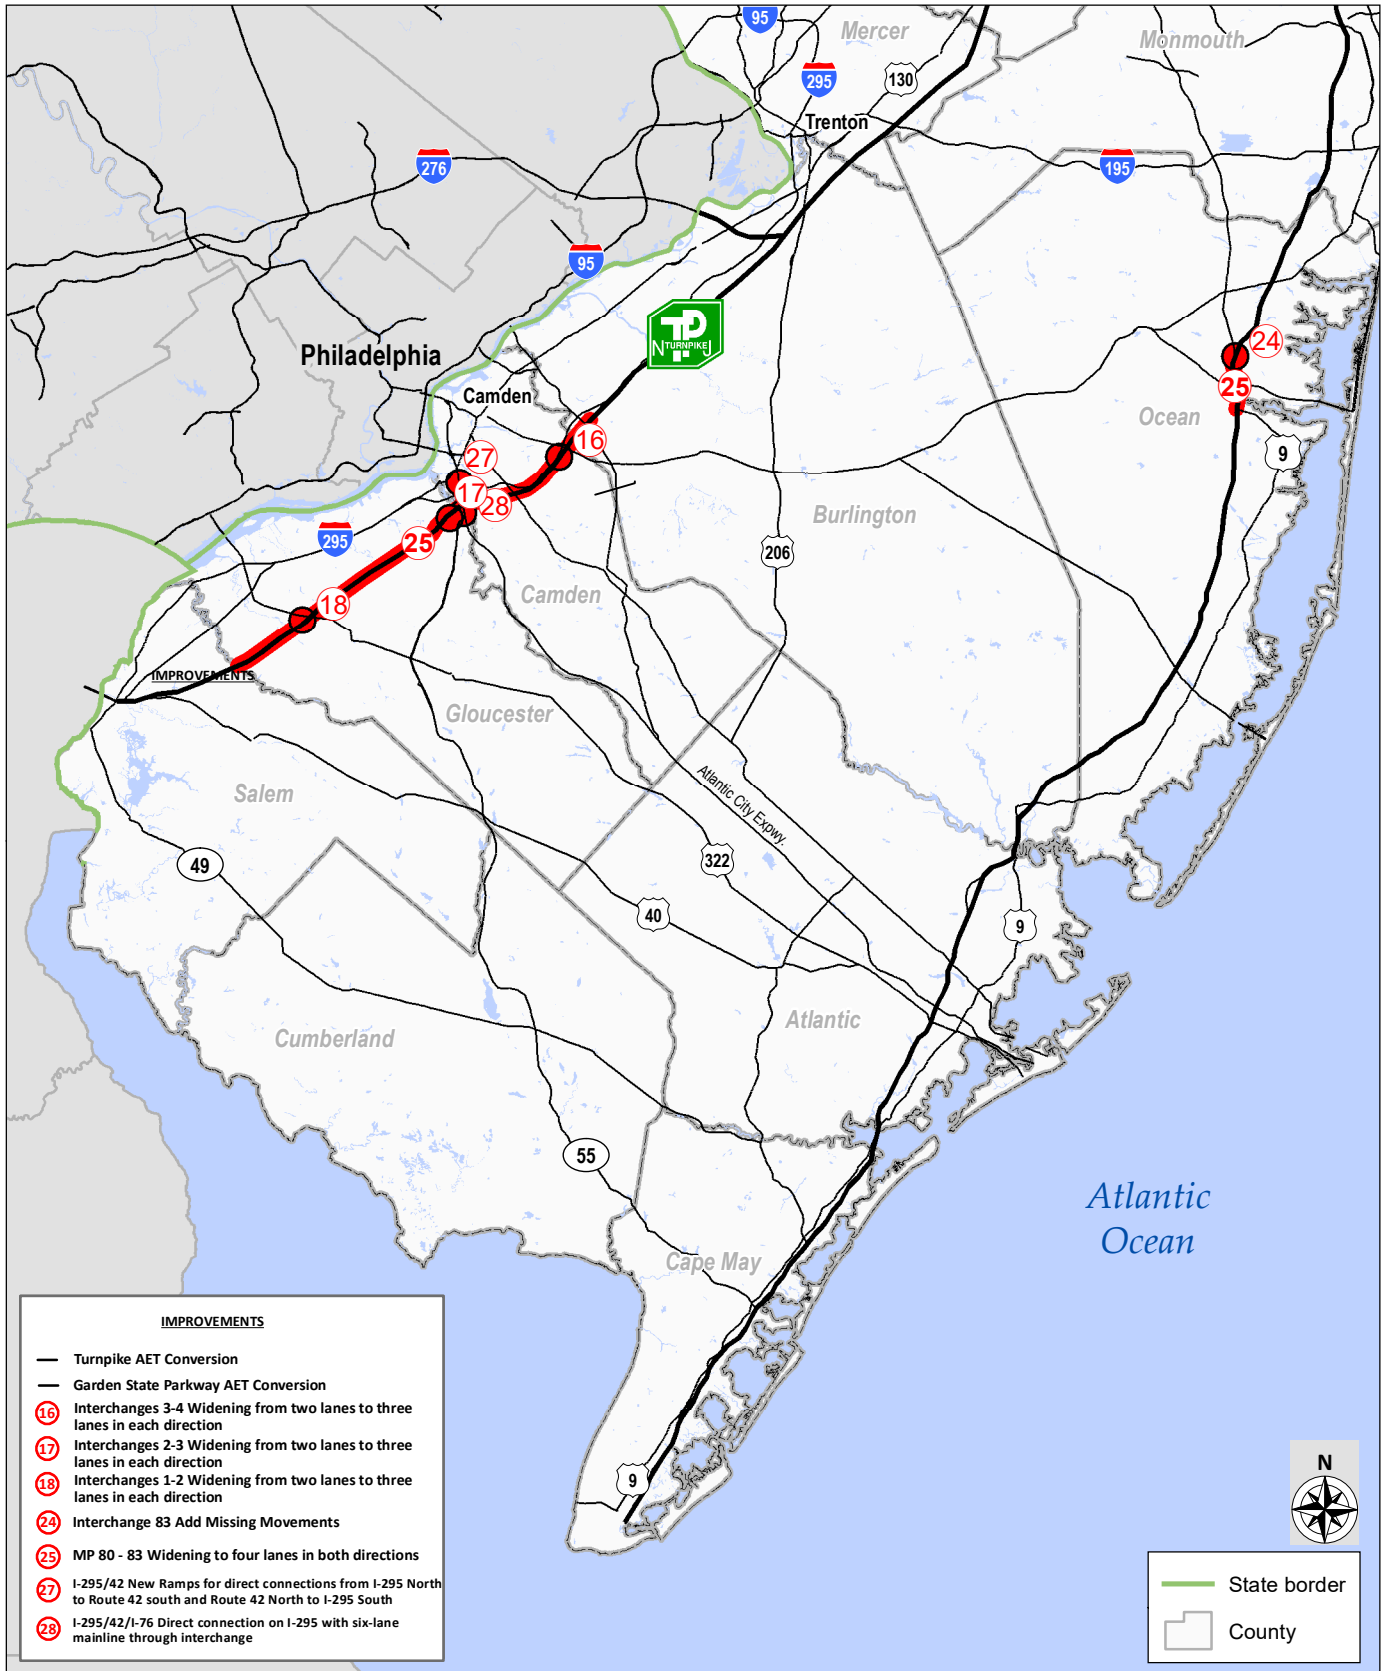 95
Mercer
Monmouth
295
130
Trenton
276
195
95
N TURNPIKE J
TP
Philadelphia
Camden
24
25
Ocean
9
16
27
17
28
Burlington
295
25
206
Camden
18
IMPROVEMENTS
Gloucester
Atlantic City Expwy.
Salem
49
322
40
9
Atlantic
Cumberland
55
Atlantic
Ocean
Cape May
9
IMPROVEMENTS
Turnpike AET Conversion
Garden State Parkway AET Conversion
16 Interchanges 3-4 Widening from two lanes to three
lanes in each direction
17 Interchanges 2-3 Widening from two lanes to three
lanes in each direction
18 Interchanges 1-2 Widening from two lanes to three
lanes in each direction
24 Interchange 83 Add Missing Movements
25 MP 80 - 83 Widening to four lanes in both directions
27 I-295/42 New Ramps for direct connections from I-295 North
to Route 42 south and Route 42 North to I-295 South
28 I-295/42/I-76 Direct connection on I-295 with six-lane
mainline through interchange
N
State border
County